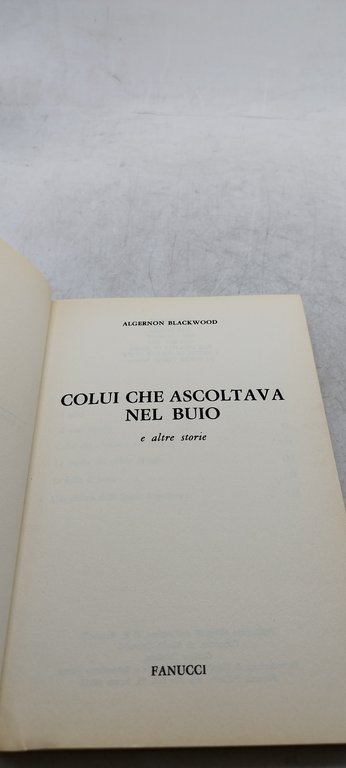 ALGERNON BLACKWOOD
COLUI CHE ASCOLTAVA
NEL BUIO
e altre storie
FANUCCI